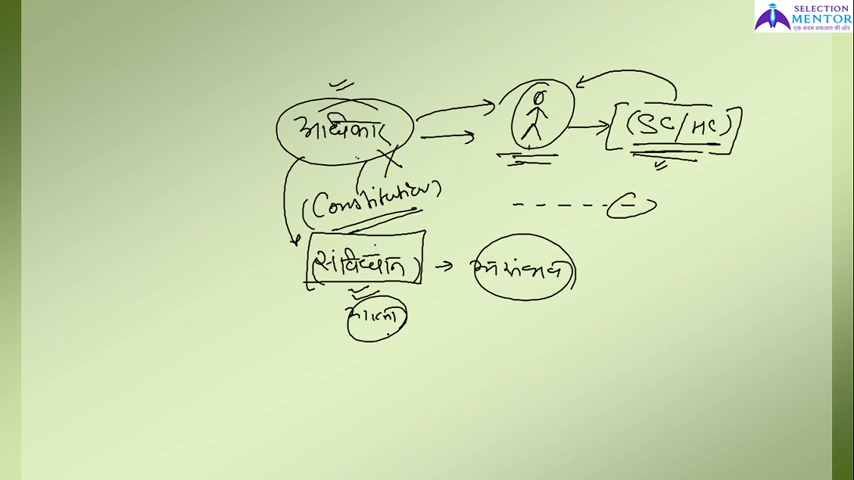 SELECTION
MENTOR
एक कदम सफलता की ओर
अधिकार
(SC/HC)
(Constitution)
(संविधान)